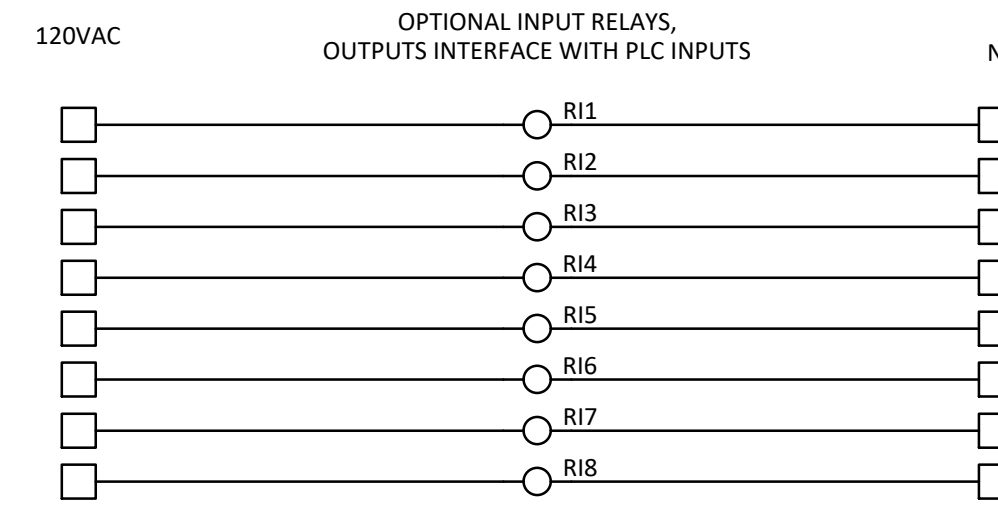 120VAC
OPTIONAL INPUT RELAYS,
OUTPUTS INTERFACE WITH PLC INPUTS
RI1
RI2
RI3
RI4
RI5
RI6
RI7
RI8